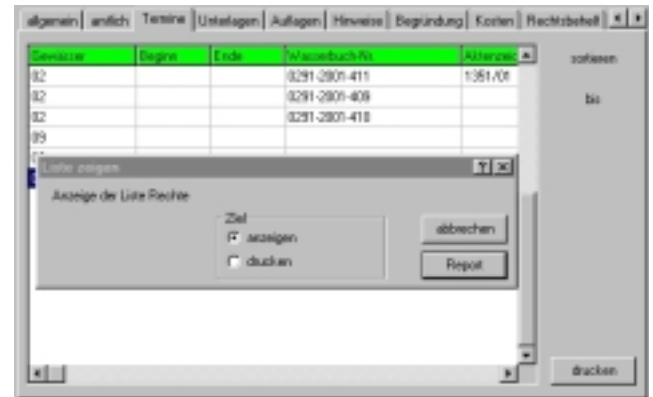 allgemein amtlich Termine Unterlagen Auflagen Hinweise Begründung Kosten Rechtsbehelf
Gewässer Beginn Ende Wasserbuch-Nr. Aktenzeic
sortieren
02 0291-2001-411 1351/01
02 0291-2001-409
bis
02 0291-2001-410
09
Liste zeigen
Anzeige der Liste Rechte
Ziel
anzeigen
abbrechen
drucken
Report
drucken